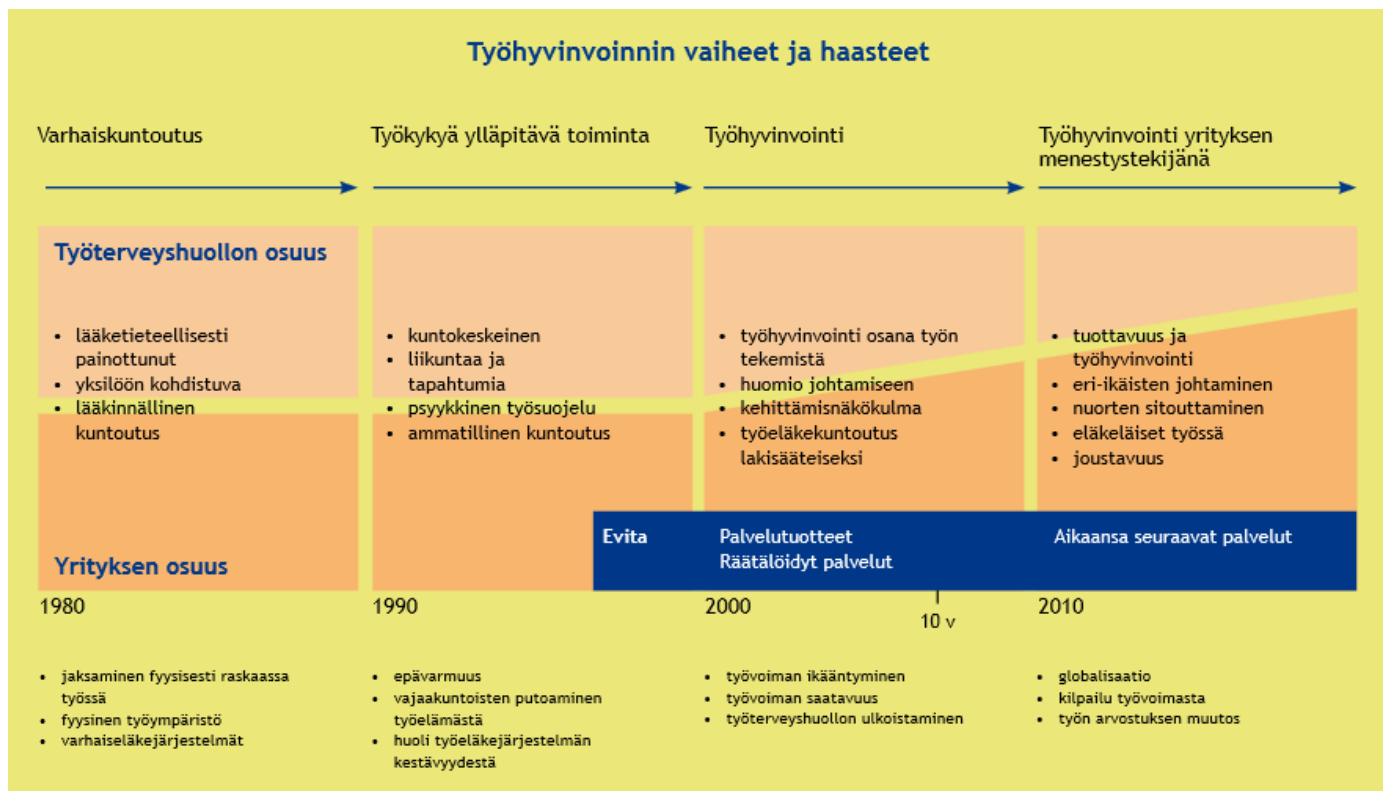 Työhyvinvoinnin vaiheet ja haasteet
Varhaiskuntoutus
Työkykyä ylläpitävä toiminta
Työhyvinvointi
Työhyvinvointi yrityksen
menestystekijänä
Työterveyshuollon osuus
• lääketieteellisesti
painottunut
• yksilöön kohdistuva
• lääkinnällinen
kuntoutus
• kuntokeskeinen
• liikuntaa ja
tapahtumia
• psyykkinen työsuojelu
• ammatillinen kuntoutus
• työhyvinvointi osana työn
tekemistä
• huomio johtamiseen
• kehittämisnäkökulma
• työeläkekuntoutus
lakisääteiseksi
• tuottavuus ja
työhyvinvointi
• eri-ikäisten johtaminen
• nuorten sitouttaminen
• eläkeläiset työssä
• joustavuus
Yrityksen osuus
Evita
Palvelutuotteet
Räätälöidyt palvelut
Aikaansa seuraavat palvelut
1980
1990
2000
10 v
2010
• jaksaminen fyysisesti raskaassa
työssä
• fyysinen työympäristö
• varhaiseläkejärjestelmät
• epävarmuus
• vajaakuntoisten putoaminen
työelämästä
• huoli työeläkejärjestelmän
kestävyydestä
• työvoiman ikääntyminen
• työvoiman saatavuus
• työterveyshuollon ulkoistaminen
• globalisaatio
• kilpailu työvoimasta
• työn arvostuksen muutos